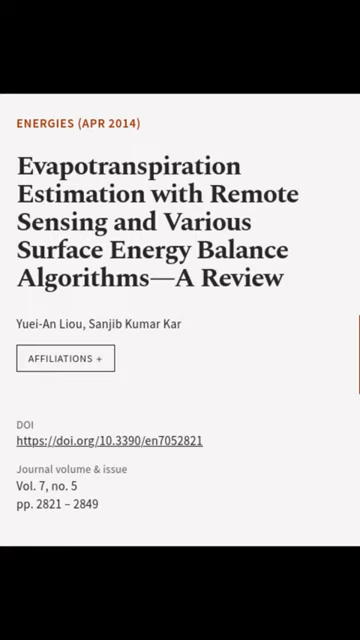 ENERGIES (APR 2014)
Evapotranspiration
Estimation with Remote
Sensing and Various
Surface Energy Balance
Algorithms—A Review
Yuei-An Liou, Sanjib Kumar Kar
AFFILIATIONS +
DOI
https://doi.org/10.3390/en7052821
Journal volume & issue
Vol. 7, no. 5
pp. 2821 – 2849